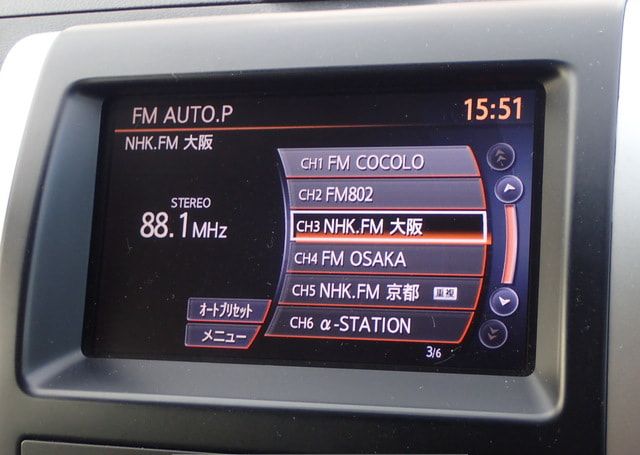 FM AUTO.P
15:51
NHK.FM 大阪
STEREO
88.1MHz
CH1 FM COCOLO
CH2 FM802
CH3 NHK.FM 大阪
CH4 FM OSAKA
CH5 NHK.FM 京都 重複
CH6 α-STATION
3/6
オートプリセット
メニュー